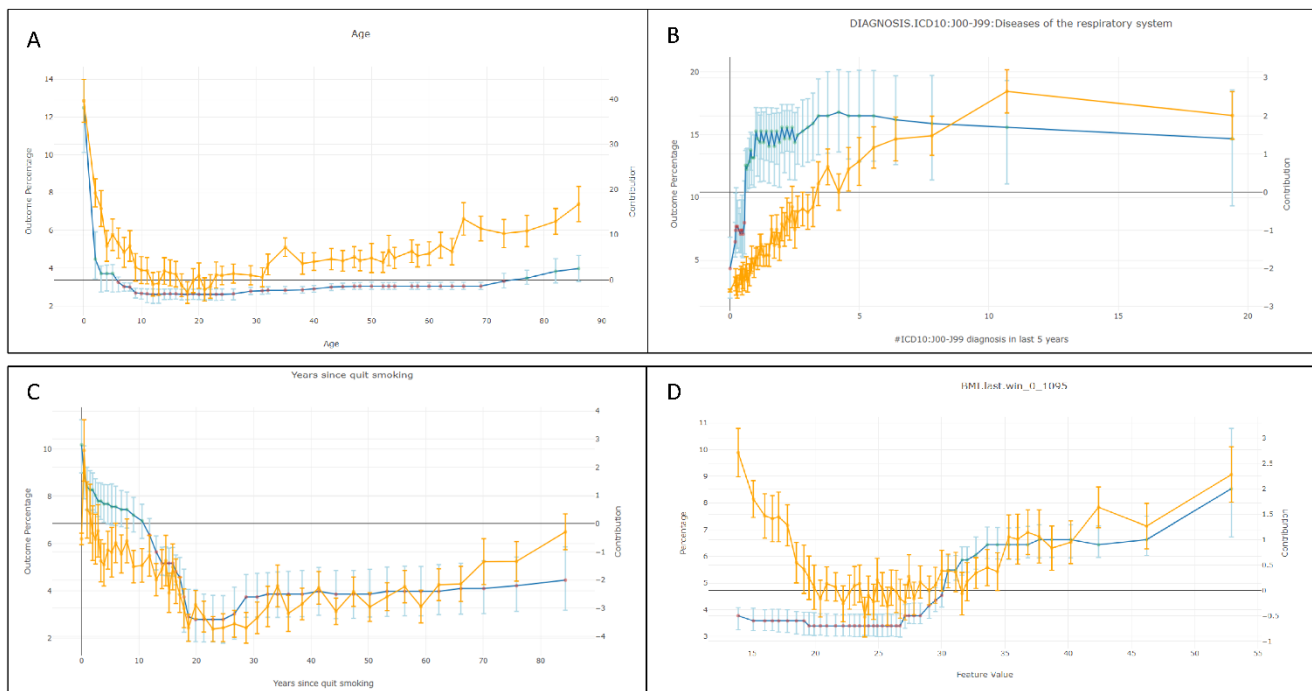 A
Age
Outcome Percentage
14
12
10
8
6
4
2
40
30
20
10
0
Contribution
0 10 20 30 40 50 60 70 80 90
Age
B
DIAGNOSIS.ICD10:J00-J99:Diseases of the respiratory system
Outcome Percentage
20
15
10
5
3
2
1
0
−1
−2
−3
Contribution
0 5 10 15 20
#ICD10:J00-J99 diagnosis in last 5 years
C
Years since quit smoking
Outcome Percentage
10
8
6
4
2
4
3
2
1
0
−1
−2
−3
−4
Contribution
0 10 20 30 40 50 60 70 80
Years since quit smoking
D
BMI.last.win_0_1095
Percentage
11
10
9
8
7
6
5
4
3
3
2.5
2
1.5
1
0.5
0
−0.5
−1
Contribution
15 20 25 30 35 40 45 50 55
Feature Value